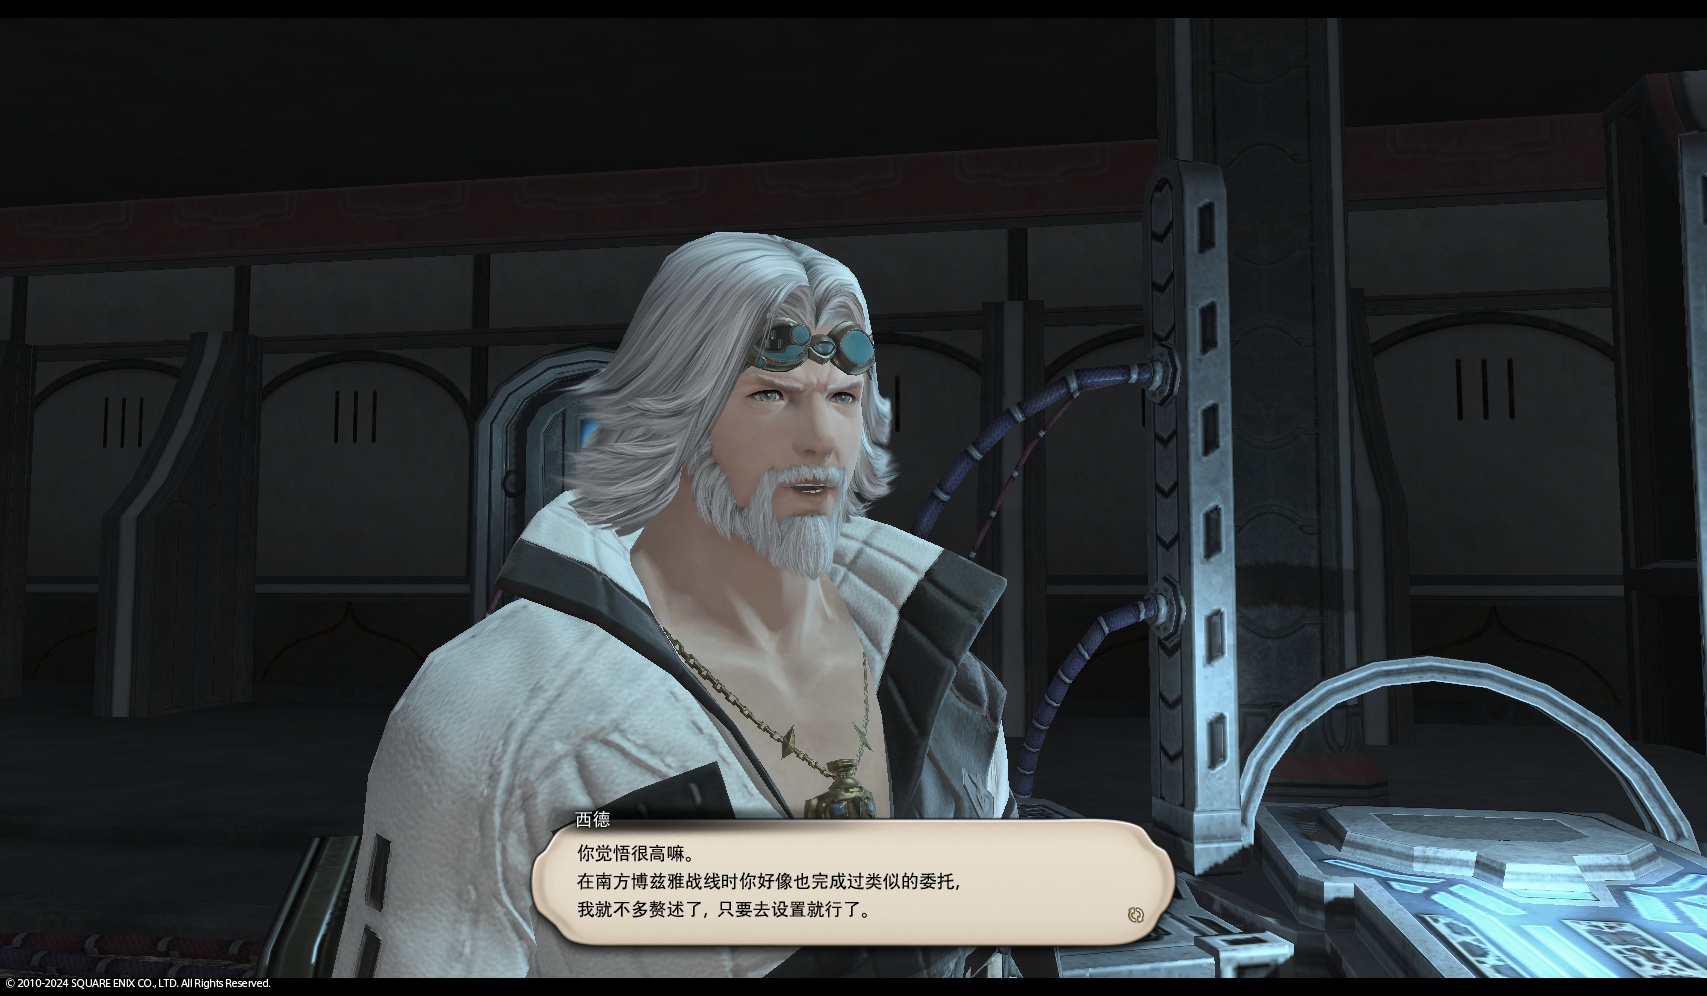 西德
你觉悟很高嘛。
在南方博兹雅战线时你好像也完成过类似的委托，
我就不多赘述了，只要去设置就行了。
© 2010-2024 SQUARE ENIX CO., LTD. All Rights Reserved.